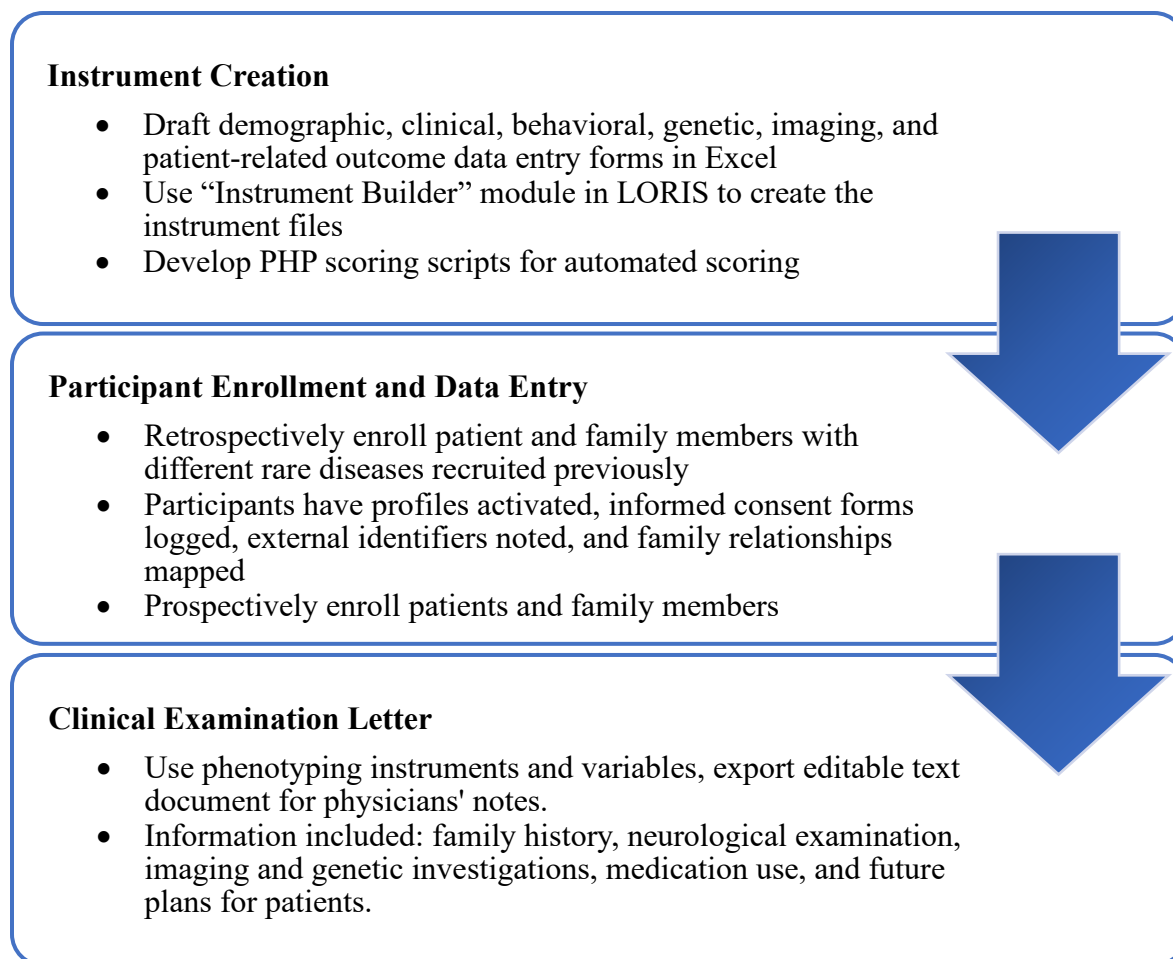 Instrument Creation
• Draft demographic, clinical, behavioral, genetic, imaging, and
patient-related outcome data entry forms in Excel
• Use “Instrument Builder” module in LORIS to create the
instrument files
• Develop PHP scoring scripts for automated scoring
Participant Enrollment and Data Entry
• Retrospectively enroll patient and family members with
different rare diseases recruited previously
• Participants have profiles activated, informed consent forms
logged, external identifiers noted, and family relationships
mapped
• Prospectively enroll patients and family members
Clinical Examination Letter
• Use phenotyping instruments and variables, export editable text
document for physicians' notes.
• Information included: family history, neurological examination,
imaging and genetic investigations, medication use, and future
plans for patients.